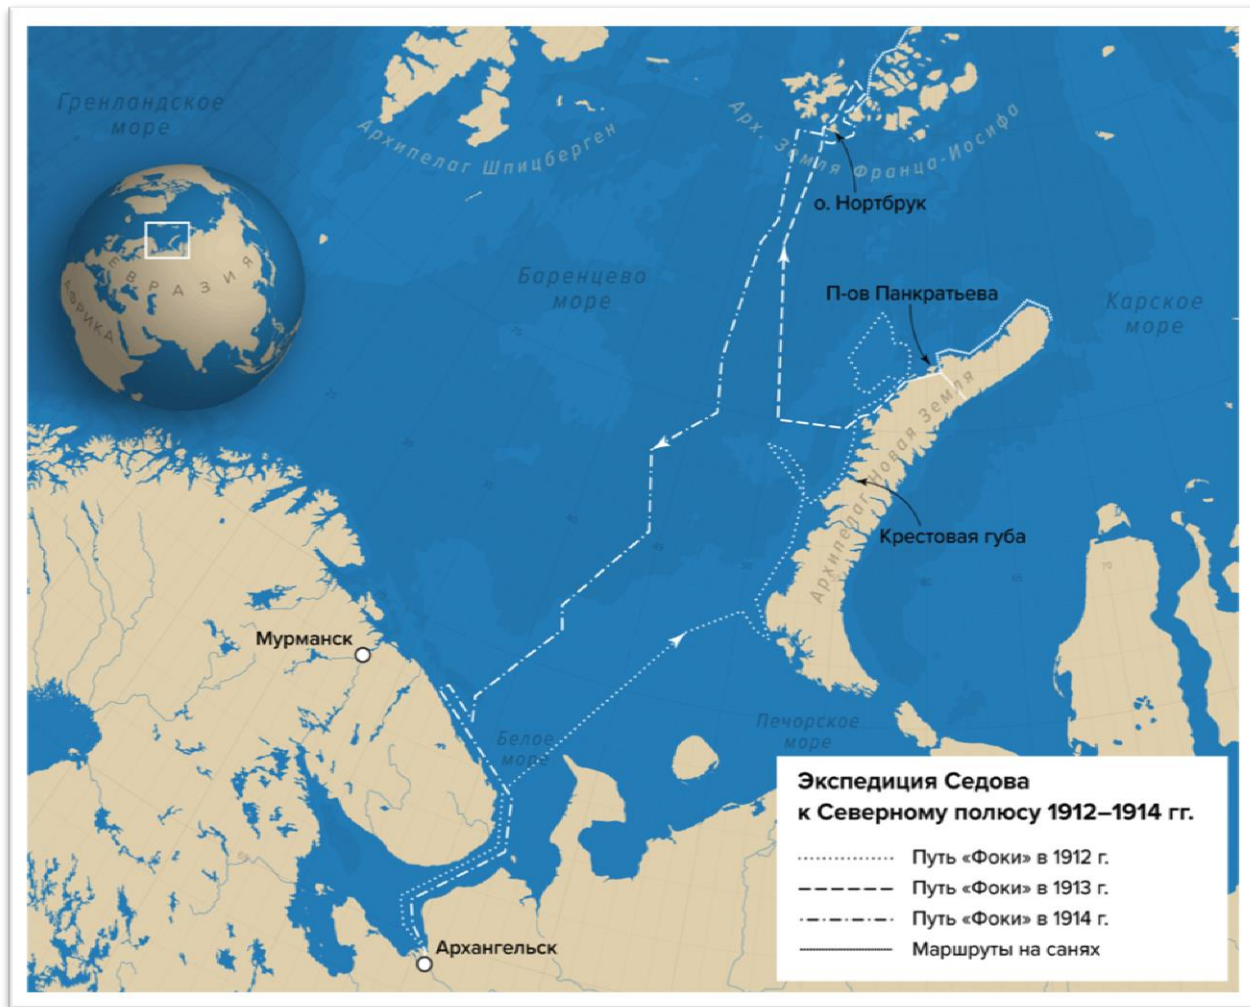 Гренландское
море
Архипелаг Шпицберген
Арх. Земля Франца-Иосифа
о. Нортбрук
ЕВРАЗИЯ
АФРИКА
Баренцево
море
П-ов Панкратьева
Карское
море
Архипелаг Новая Земля
Крестовая губа
Мурманск
Белое
море
Печорское
море
Архангельск
Экспедиция Седова
к Северному полюсу 1912–1914 гг.
Путь «Фоки» в 1912 г.
Путь «Фоки» в 1913 г.
Путь «Фоки» в 1914 г.
Маршруты на санях